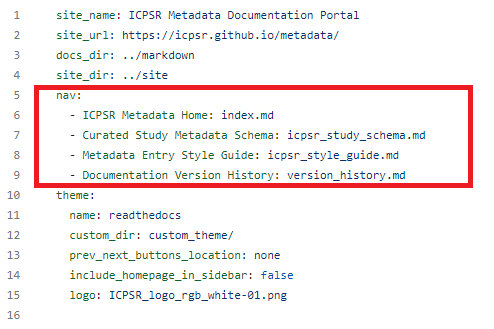 1 site_name: ICPSR Metadata Documentation Portal
2 site_url: https://icpsr.github.io/metadata/
3 docs_dir: ../markdown
4 site_dir: ../site
5 nav:
6 - ICPSR Metadata Home: index.md
7 - Curated Study Metadata Schema: icpsr_study_schema.md
8 - Metadata Entry Style Guide: icpsr_style_guide.md
9 - Documentation Version History: version_history.md
10 theme:
11 name: readthedocs
12 custom_dir: custom_theme/
13 prev_next_buttons_location: none
14 include_homepage_in_sidebar: false
15 logo: ICPSR_logo_rgb_white-01.png
16